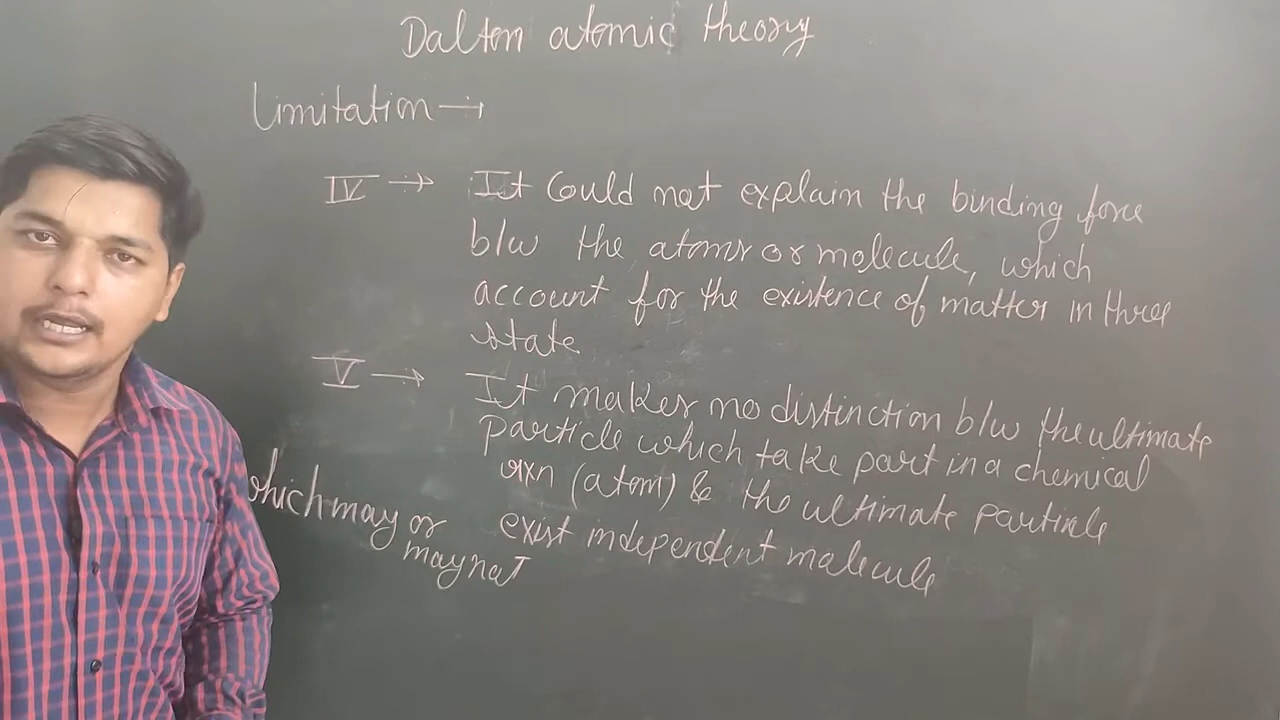 Dalton atomic theory
Limitation →
IV → It Could not explain the binding force
b/w the atoms or molecule, which
account for the existence of matter in three
state
V → It makes no distinction b/w the ultimate
particle which take part in a chemical
rxn (atom) & the ultimate particle
which may or exist independent malecule
may not